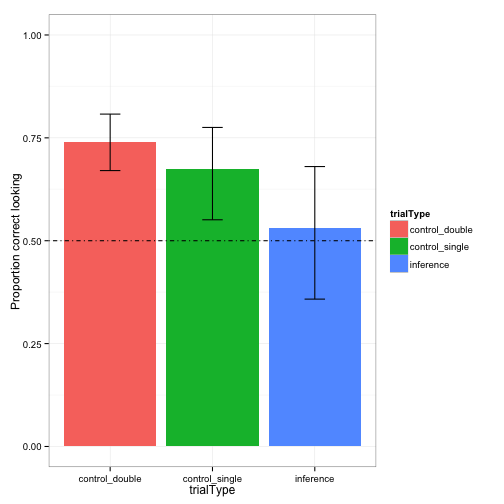 1.00
0.75
0.50
0.25
0.00
Proportion correct looking
control_double control_single inference
trialType
trialType
control_double
control_single
inference